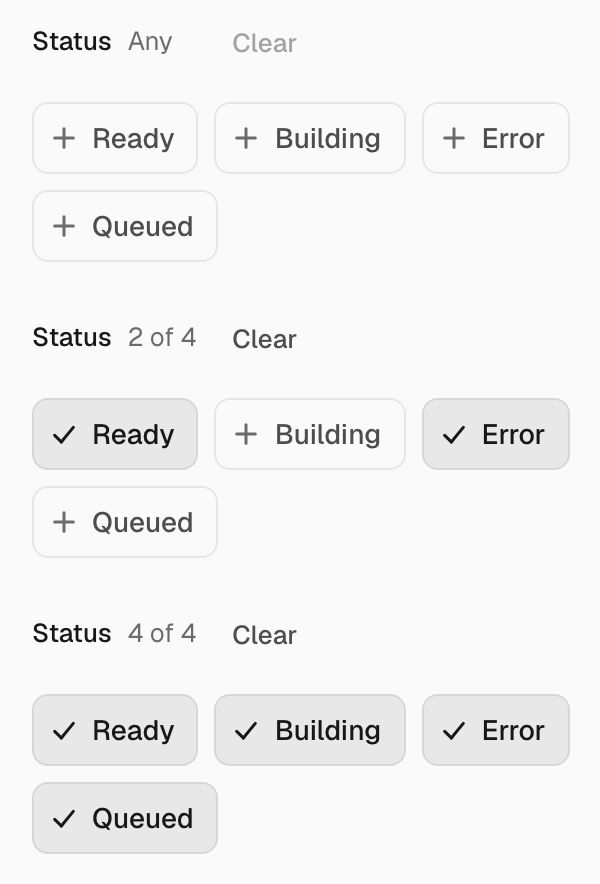 Status Any Clear
Ready Building Error
Queued
Status 2 of 4 Clear
Ready Building Error
Queued
Status 4 of 4 Clear
Ready Building Error
Queued